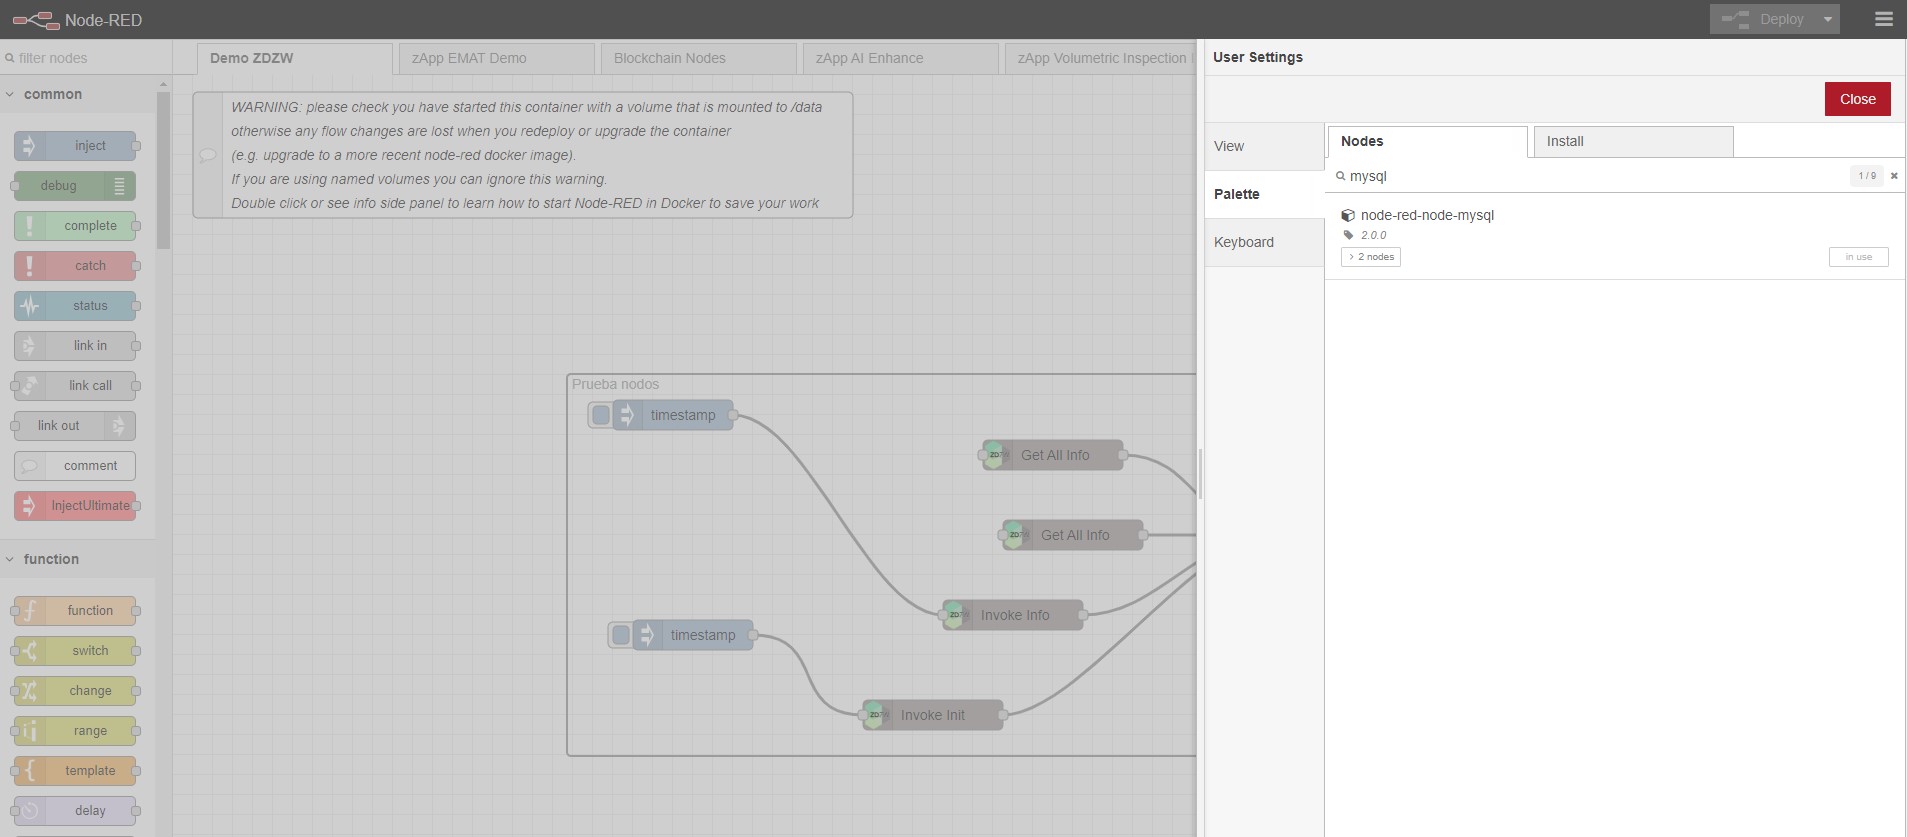 Node-RED
Deploy
filter nodes
common
inject
debug
complete
catch
status
link in
link call
link out
comment
InjectUltimate
function
function
switch
change
range
template
delay
Demo ZDZW
zApp EMAT Demo
Blockchain Nodes
zApp AI Enhance
zApp Volumetric Inspection
WARNING: please check you have started this container with a volume that is mounted to /data
otherwise any flow changes are lost when you redeploy or upgrade the container
(e.g. upgrade to a more recent node-red docker image).
If you are using named volumes you can ignore this warning.
Double click or see info side panel to learn how to start Node-RED in Docker to save your work
Prueba nodos
timestamp
Get All Info
Get All Info
Invoke Info
timestamp
Invoke Init
User Settings
Close
View
Palette
Keyboard
Nodes
Install
mysql
1 / 9
node-red-node-mysql
2.0.0
2 nodes
in use